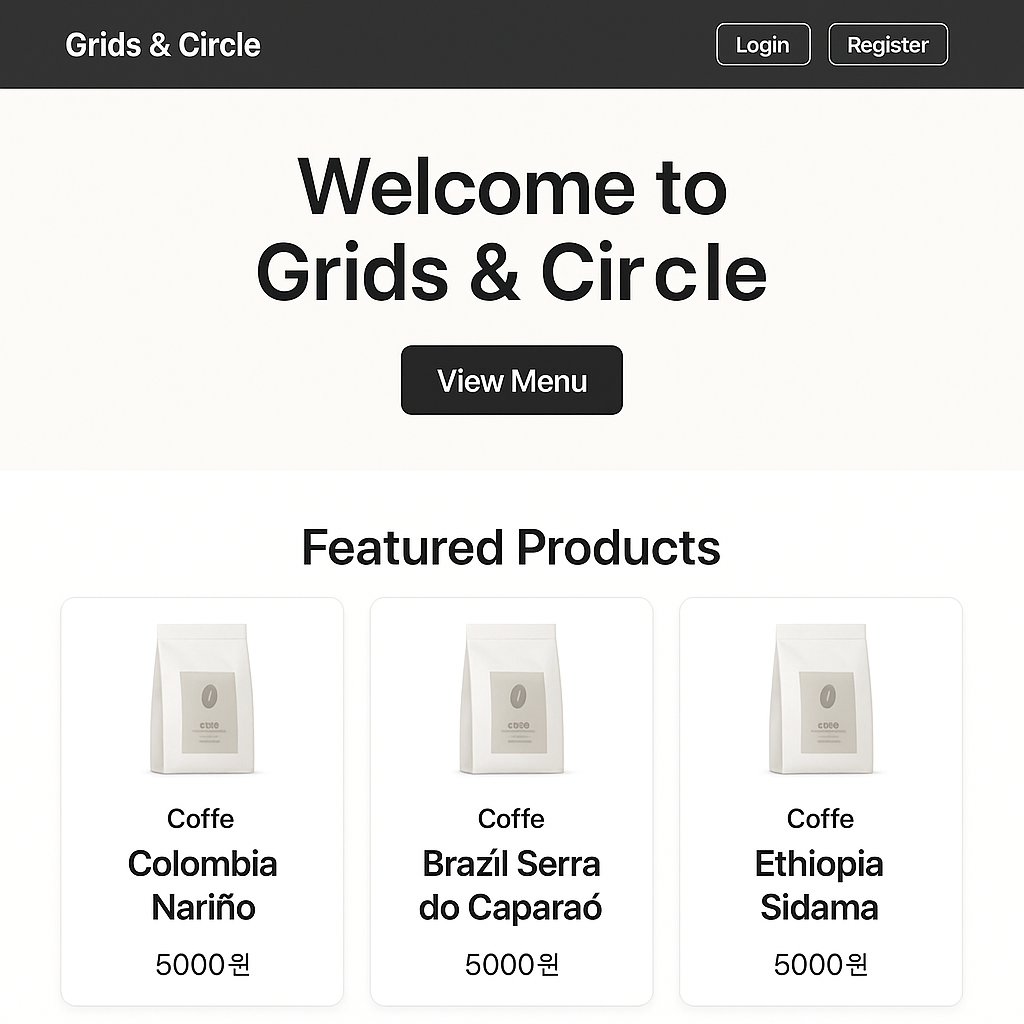 Grids & Circle
Login
Register
Welcome to
Grids & Circle
View Menu
Featured Products
Coffe
Colombia
Nariño
5000원
Coffe
Brazíl Serra
do Caparaó
5000원
Coffe
Ethiopia
Sidama
5000원